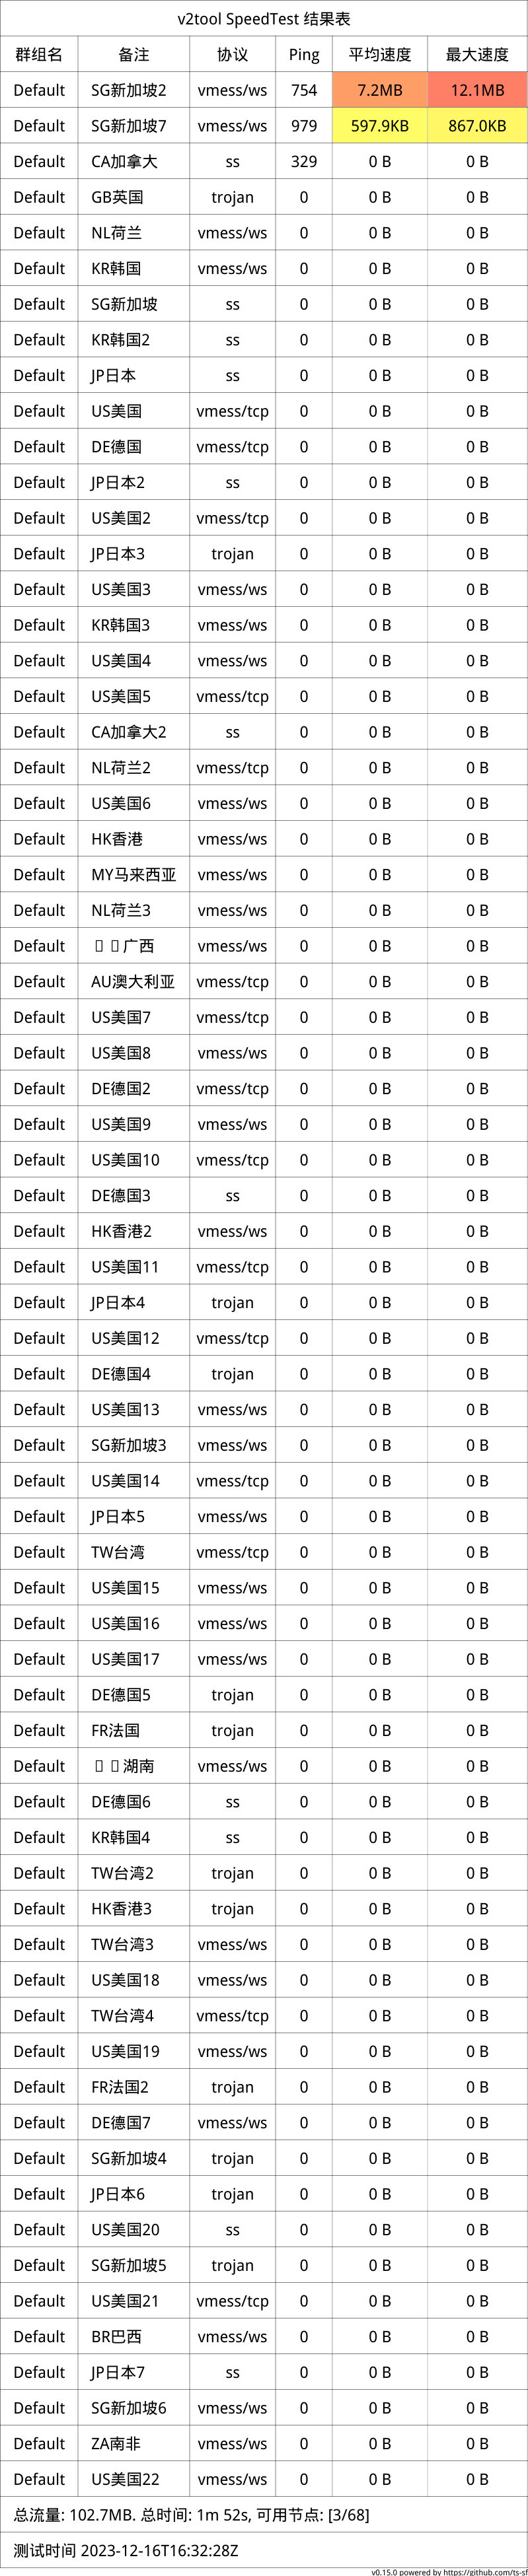 v2tool SpeedTest 结果表
群组名 备注 协议 Ping 平均速度 最大速度
Default SG新加坡2 vmess/ws 754 7.2MB 12.1MB
Default SG新加坡7 vmess/ws 979 597.9KB 867.0KB
Default CA加拿大 ss 329 0 B 0 B
Default GB英国 trojan 0 0 B 0 B
Default NL荷兰 vmess/ws 0 0 B 0 B
Default KR韩国 vmess/ws 0 0 B 0 B
Default SG新加坡 ss 0 0 B 0 B
Default KR韩国2 ss 0 0 B 0 B
Default JP日本 ss 0 0 B 0 B
Default US美国 vmess/tcp 0 0 B 0 B
Default DE德国 vmess/tcp 0 0 B 0 B
Default JP日本2 ss 0 0 B 0 B
Default US美国2 vmess/tcp 0 0 B 0 B
Default JP日本3 trojan 0 0 B 0 B
Default US美国3 vmess/ws 0 0 B 0 B
Default KR韩国3 vmess/ws 0 0 B 0 B
Default US美国4 vmess/ws 0 0 B 0 B
Default US美国5 vmess/tcp 0 0 B 0 B
Default CA加拿大2 ss 0 0 B 0 B
Default NL荷兰2 vmess/tcp 0 0 B 0 B
Default US美国6 vmess/ws 0 0 B 0 B
Default HK香港 vmess/ws 0 0 B 0 B
Default MY马来西亚 vmess/ws 0 0 B 0 B
Default NL荷兰3 vmess/ws 0 0 B 0 B
Default 广西 vmess/ws 0 0 B 0 B
Default AU澳大利亚 vmess/tcp 0 0 B 0 B
Default US美国7 vmess/tcp 0 0 B 0 B
Default US美国8 vmess/ws 0 0 B 0 B
Default DE德国2 vmess/tcp 0 0 B 0 B
Default US美国9 vmess/ws 0 0 B 0 B
Default US美国10 vmess/tcp 0 0 B 0 B
Default DE德国3 ss 0 0 B 0 B
Default HK香港2 vmess/ws 0 0 B 0 B
Default US美国11 vmess/tcp 0 0 B 0 B
Default JP日本4 trojan 0 0 B 0 B
Default US美国12 vmess/tcp 0 0 B 0 B
Default DE德国4 trojan 0 0 B 0 B
Default US美国13 vmess/ws 0 0 B 0 B
Default SG新加坡3 vmess/ws 0 0 B 0 B
Default US美国14 vmess/tcp 0 0 B 0 B
Default JP日本5 vmess/ws 0 0 B 0 B
Default TW台湾 vmess/tcp 0 0 B 0 B
Default US美国15 vmess/ws 0 0 B 0 B
Default US美国16 vmess/ws 0 0 B 0 B
Default US美国17 vmess/ws 0 0 B 0 B
Default DE德国5 trojan 0 0 B 0 B
Default FR法国 trojan 0 0 B 0 B
Default 湖南 vmess/ws 0 0 B 0 B
Default DE德国6 ss 0 0 B 0 B
Default KR韩国4 ss 0 0 B 0 B
Default TW台湾2 trojan 0 0 B 0 B
Default HK香港3 trojan 0 0 B 0 B
Default TW台湾3 vmess/ws 0 0 B 0 B
Default US美国18 vmess/ws 0 0 B 0 B
Default TW台湾4 vmess/tcp 0 0 B 0 B
Default US美国19 vmess/ws 0 0 B 0 B
Default FR法国2 trojan 0 0 B 0 B
Default DE德国7 vmess/ws 0 0 B 0 B
Default SG新加坡4 trojan 0 0 B 0 B
Default JP日本6 trojan 0 0 B 0 B
Default US美国20 ss 0 0 B 0 B
Default SG新加坡5 trojan 0 0 B 0 B
Default US美国21 vmess/tcp 0 0 B 0 B
Default BR巴西 vmess/ws 0 0 B 0 B
Default JP日本7 ss 0 0 B 0 B
Default SG新加坡6 vmess/ws 0 0 B 0 B
Default ZA南非 vmess/ws 0 0 B 0 B
Default US美国22 vmess/ws 0 0 B 0 B
总流量: 102.7MB. 总时间: 1m 52s, 可用节点: [3/68]
测试时间 2023-12-16T16:32:28Z
v0.15.0 powered by https://github.com/ts-sf